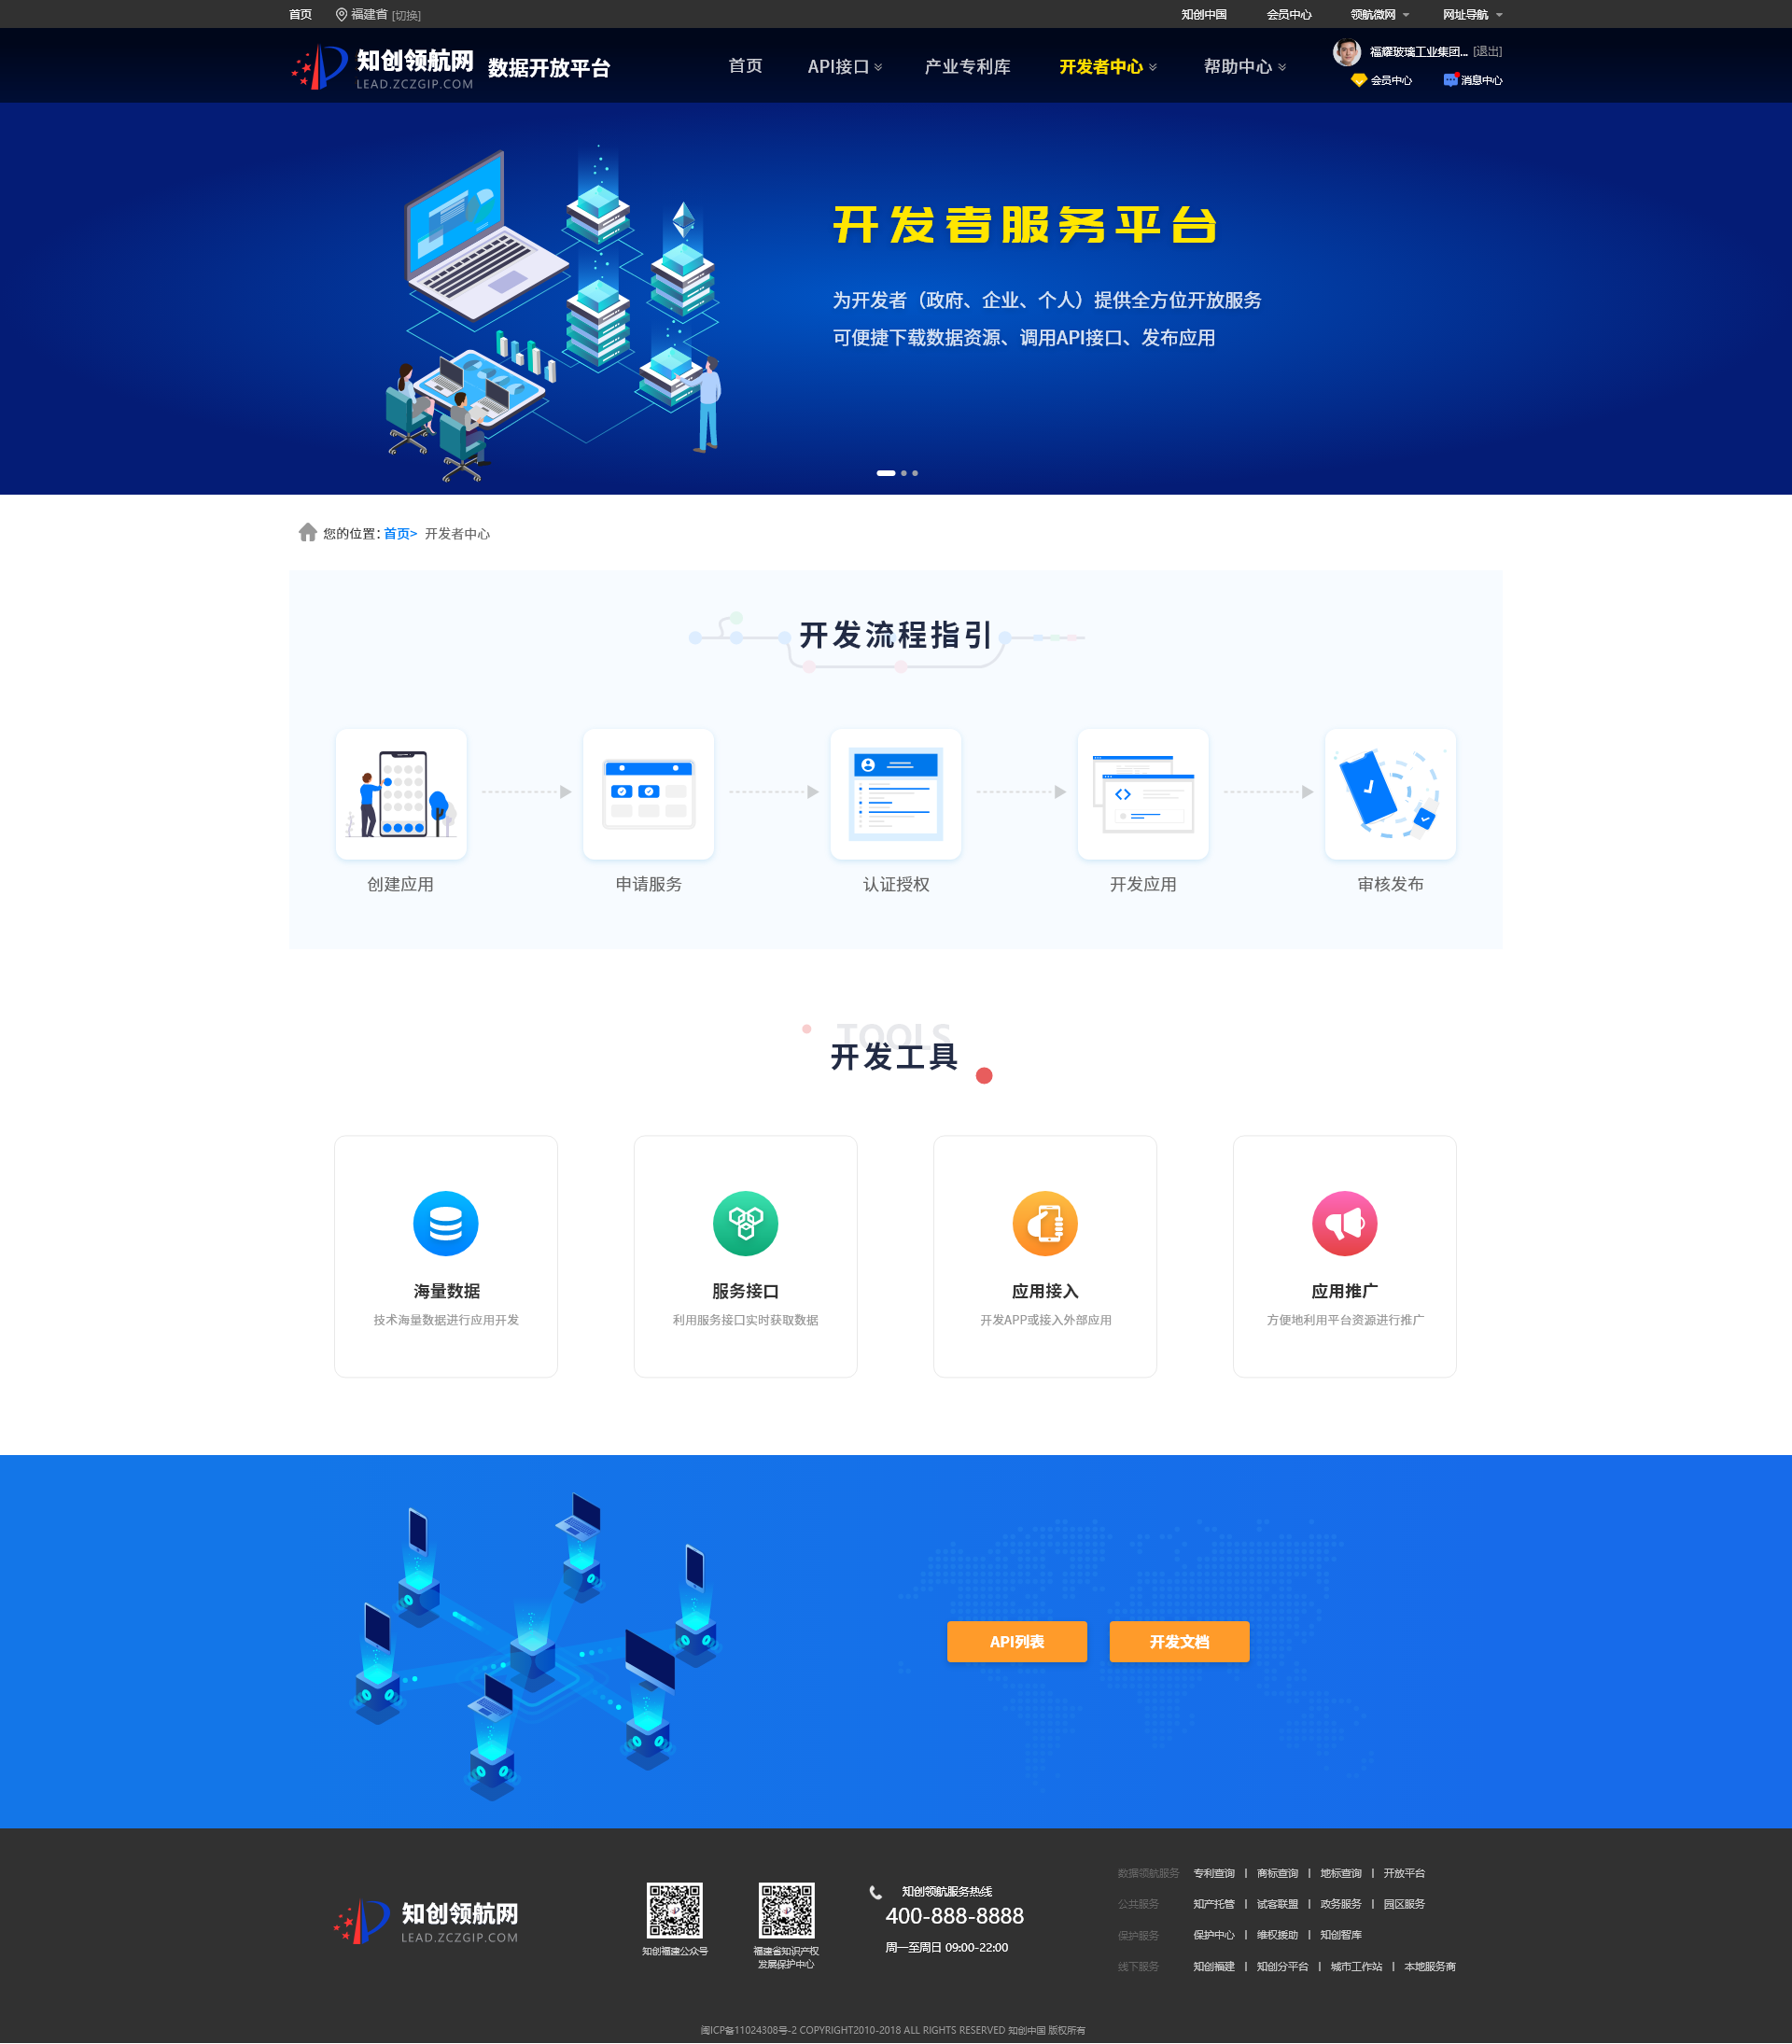 首页 福建省 [切换] 知创中国 会员中心 领航微网 网址导航
知创领航网 数据开放平台 首页 API接口 产业专利库 开发者中心 帮助中心 福耀玻璃工业集团... [退出]
LEAD.ZCZGIP.COM
会员中心 消息中心
开发者服务平台
为开发者（政府、企业、个人）提供全方位开放服务
可便捷下载数据资源、调用API接口、发布应用
您的位置：首页> 开发者中心
开发流程指引
创建应用 申请服务 认证授权 开发应用 审核发布
TOOLS
开发工具
海量数据 服务接口 应用接入 应用推广
技术海量数据进行应用开发 利用服务接口实时获取数据 开发APP或接入外部应用 方便地利用平台资源进行推广
API列表 开发文档
知创领航网
LEAD.ZCZGIP.COM
知创福建公众号
福建省知识产权
发展保护中心
知创领航服务热线
400-888-8888
周一至周日 09:00-22:00
数据领航服务 专利查询 | 商标查询 | 地标查询 | 开放平台
公共服务 知产托管 | 试客联盟 | 政务服务 | 园区服务
保护服务 保护中心 | 维权援助 | 知创智库
线下服务 知创福建 | 知创分平台 | 城市工作站 | 本地服务商
闽ICP备11024308号-2 COPYRIGHT2010-2018 ALL RIGHTS RESERVED 知创中国 版权所有